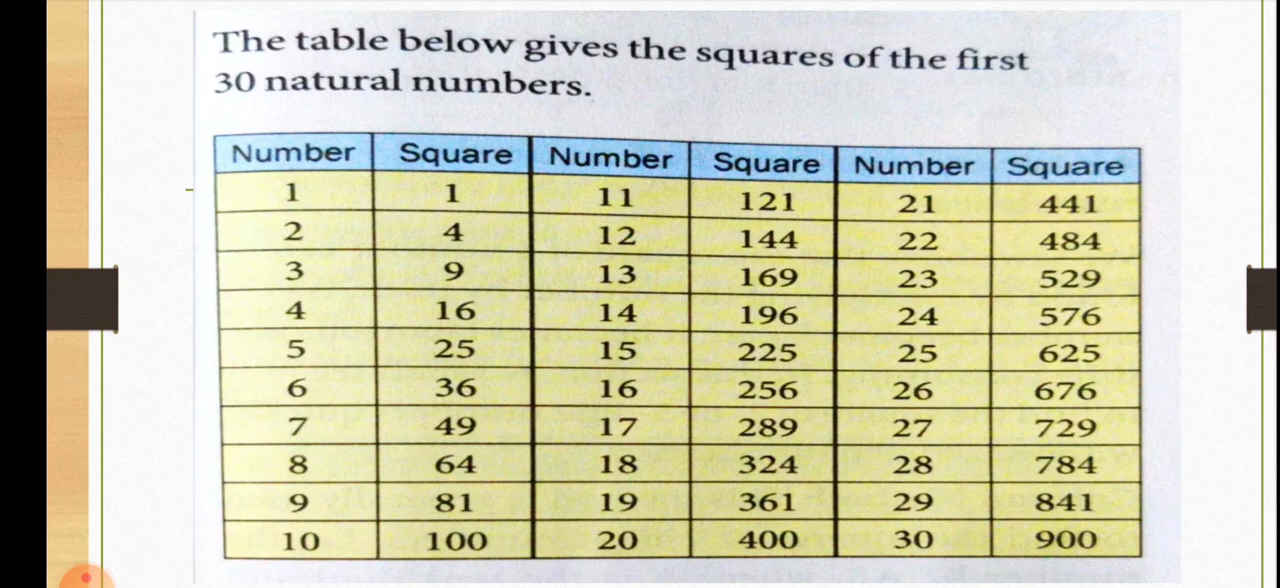 The table below gives the squares of the first
30 natural numbers.
Number Square Number Square Number Square
1 1 11 121 21 441
2 4 12 144 22 484
3 9 13 169 23 529
4 16 14 196 24 576
5 25 15 225 25 625
6 36 16 256 26 676
7 49 17 289 27 729
8 64 18 324 28 784
9 81 19 361 29 841
10 100 20 400 30 900